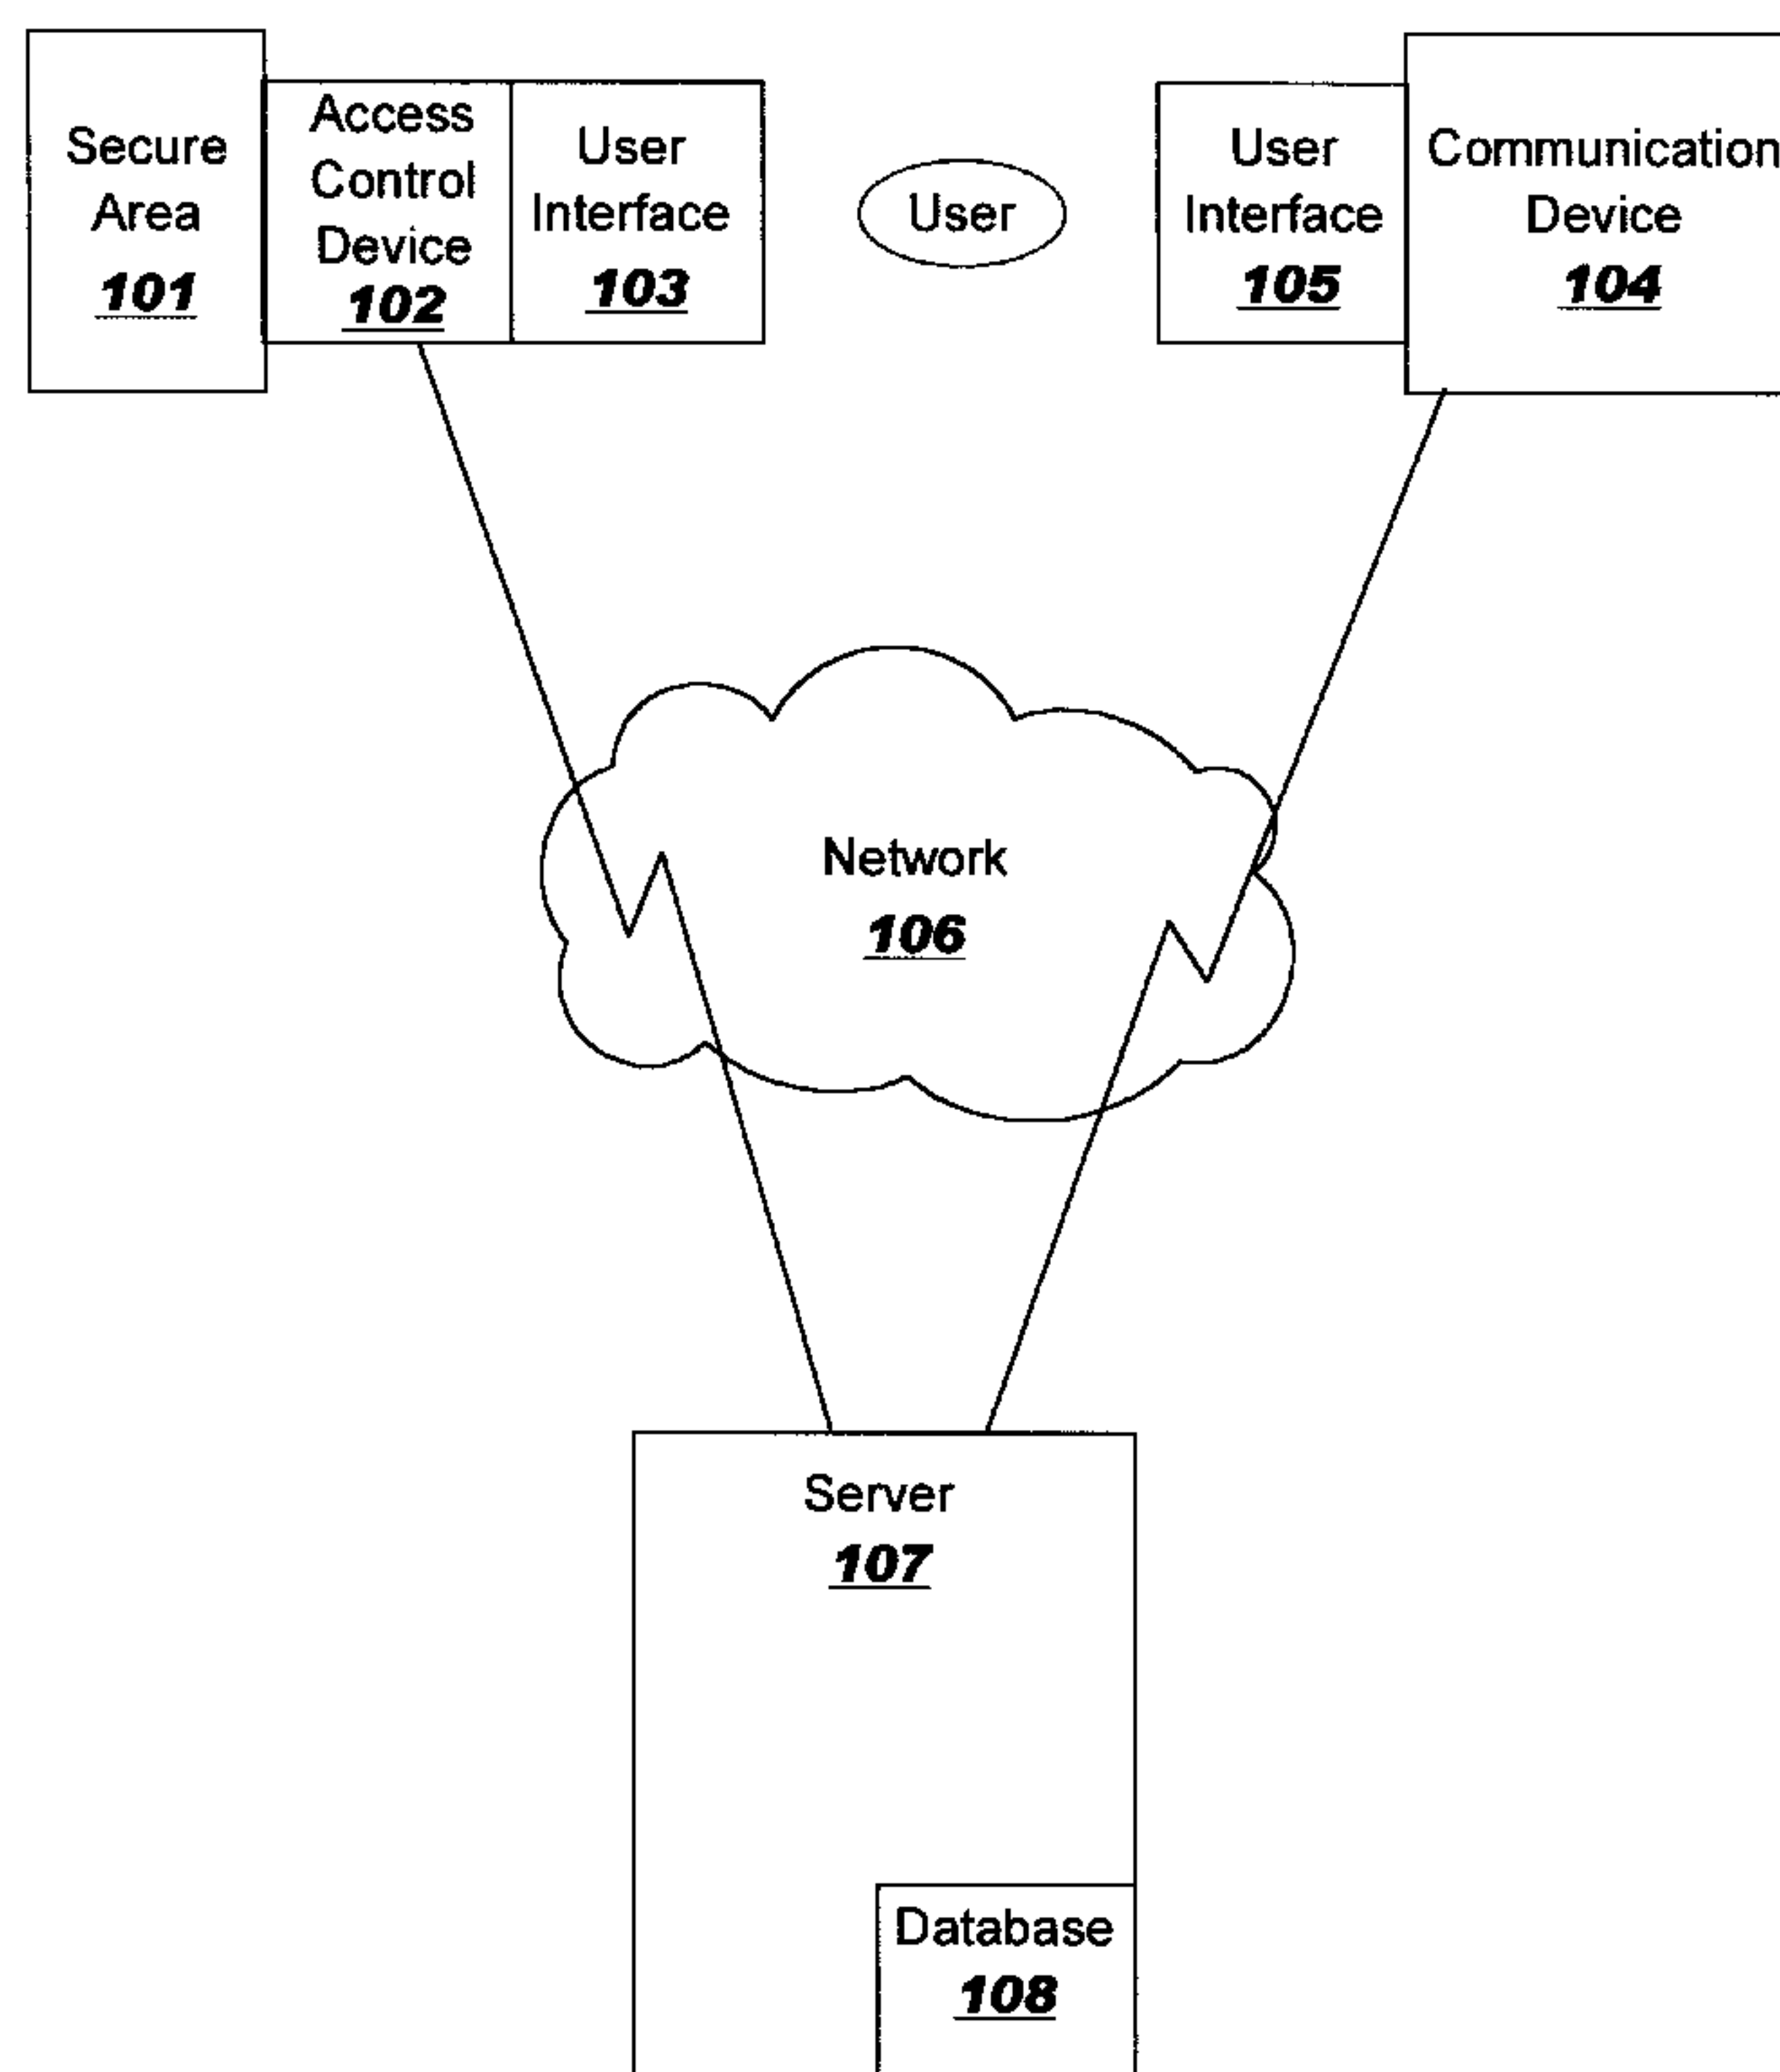 Secure
Area
101
Access
Control
Device
102
User
Interface
103
User
User
Interface
105
Communication
Device
104
Network
106
Server
107
Database
108